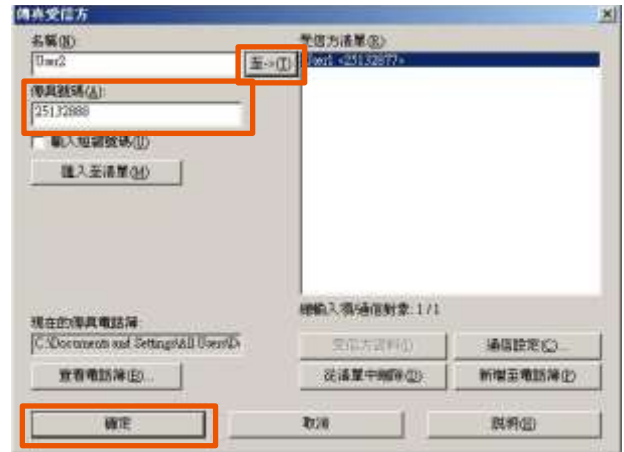 傳真受信方
名稱(N):
User2
至->(T)
受信方清單(R):
User1 <25132877>
傳真號碼(A):
25132888
輸入短縮號碼(U)
匯入至清單(M)
總輸入項/通信對象: 1 / 1
現在的傳真電話簿:
C:\Documents and Settings\All Users\D
受信方資料(I)
通信設定(C)...
查看電話簿(B)...
從清單中刪除(D)
新增至電話簿(P)
確定
取消
說明(H)